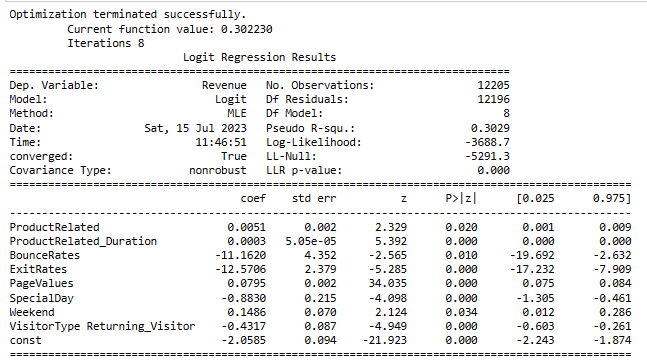 Optimization terminated successfully.
Current function value: 0.302230
Iterations 8
Logit Regression Results
==============================================================================
Dep. Variable: Revenue No. Observations: 12205
Model: Logit Df Residuals: 12196
Method: MLE Df Model: 8
Date: Sat, 15 Jul 2023 Pseudo R-squ.: 0.3029
Time: 11:46:51 Log-Likelihood: -3688.7
converged: True LL-Null: -5291.3
Covariance Type: nonrobust LLR p-value: 0.000
=================================================================================================
coef std err z P>|z| [0.025 0.975]
-------------------------------------------------------------------------------------------------
ProductRelated 0.0051 0.002 2.329 0.020 0.001 0.009
ProductRelated_Duration 0.0003 5.05e-05 5.392 0.000 0.000 0.000
BounceRates -11.1620 4.352 -2.565 0.010 -19.692 -2.632
ExitRates -12.5706 2.379 -5.285 0.000 -17.232 -7.909
PageValues 0.0795 0.002 34.035 0.000 0.075 0.084
SpecialDay -0.8830 0.215 -4.098 0.000 -1.305 -0.461
Weekend 0.1486 0.070 2.124 0.034 0.012 0.286
VisitorType Returning_Visitor -0.4317 0.087 -4.949 0.000 -0.603 -0.261
const -2.0585 0.094 -21.923 0.000 -2.243 -1.874
=================================================================================================